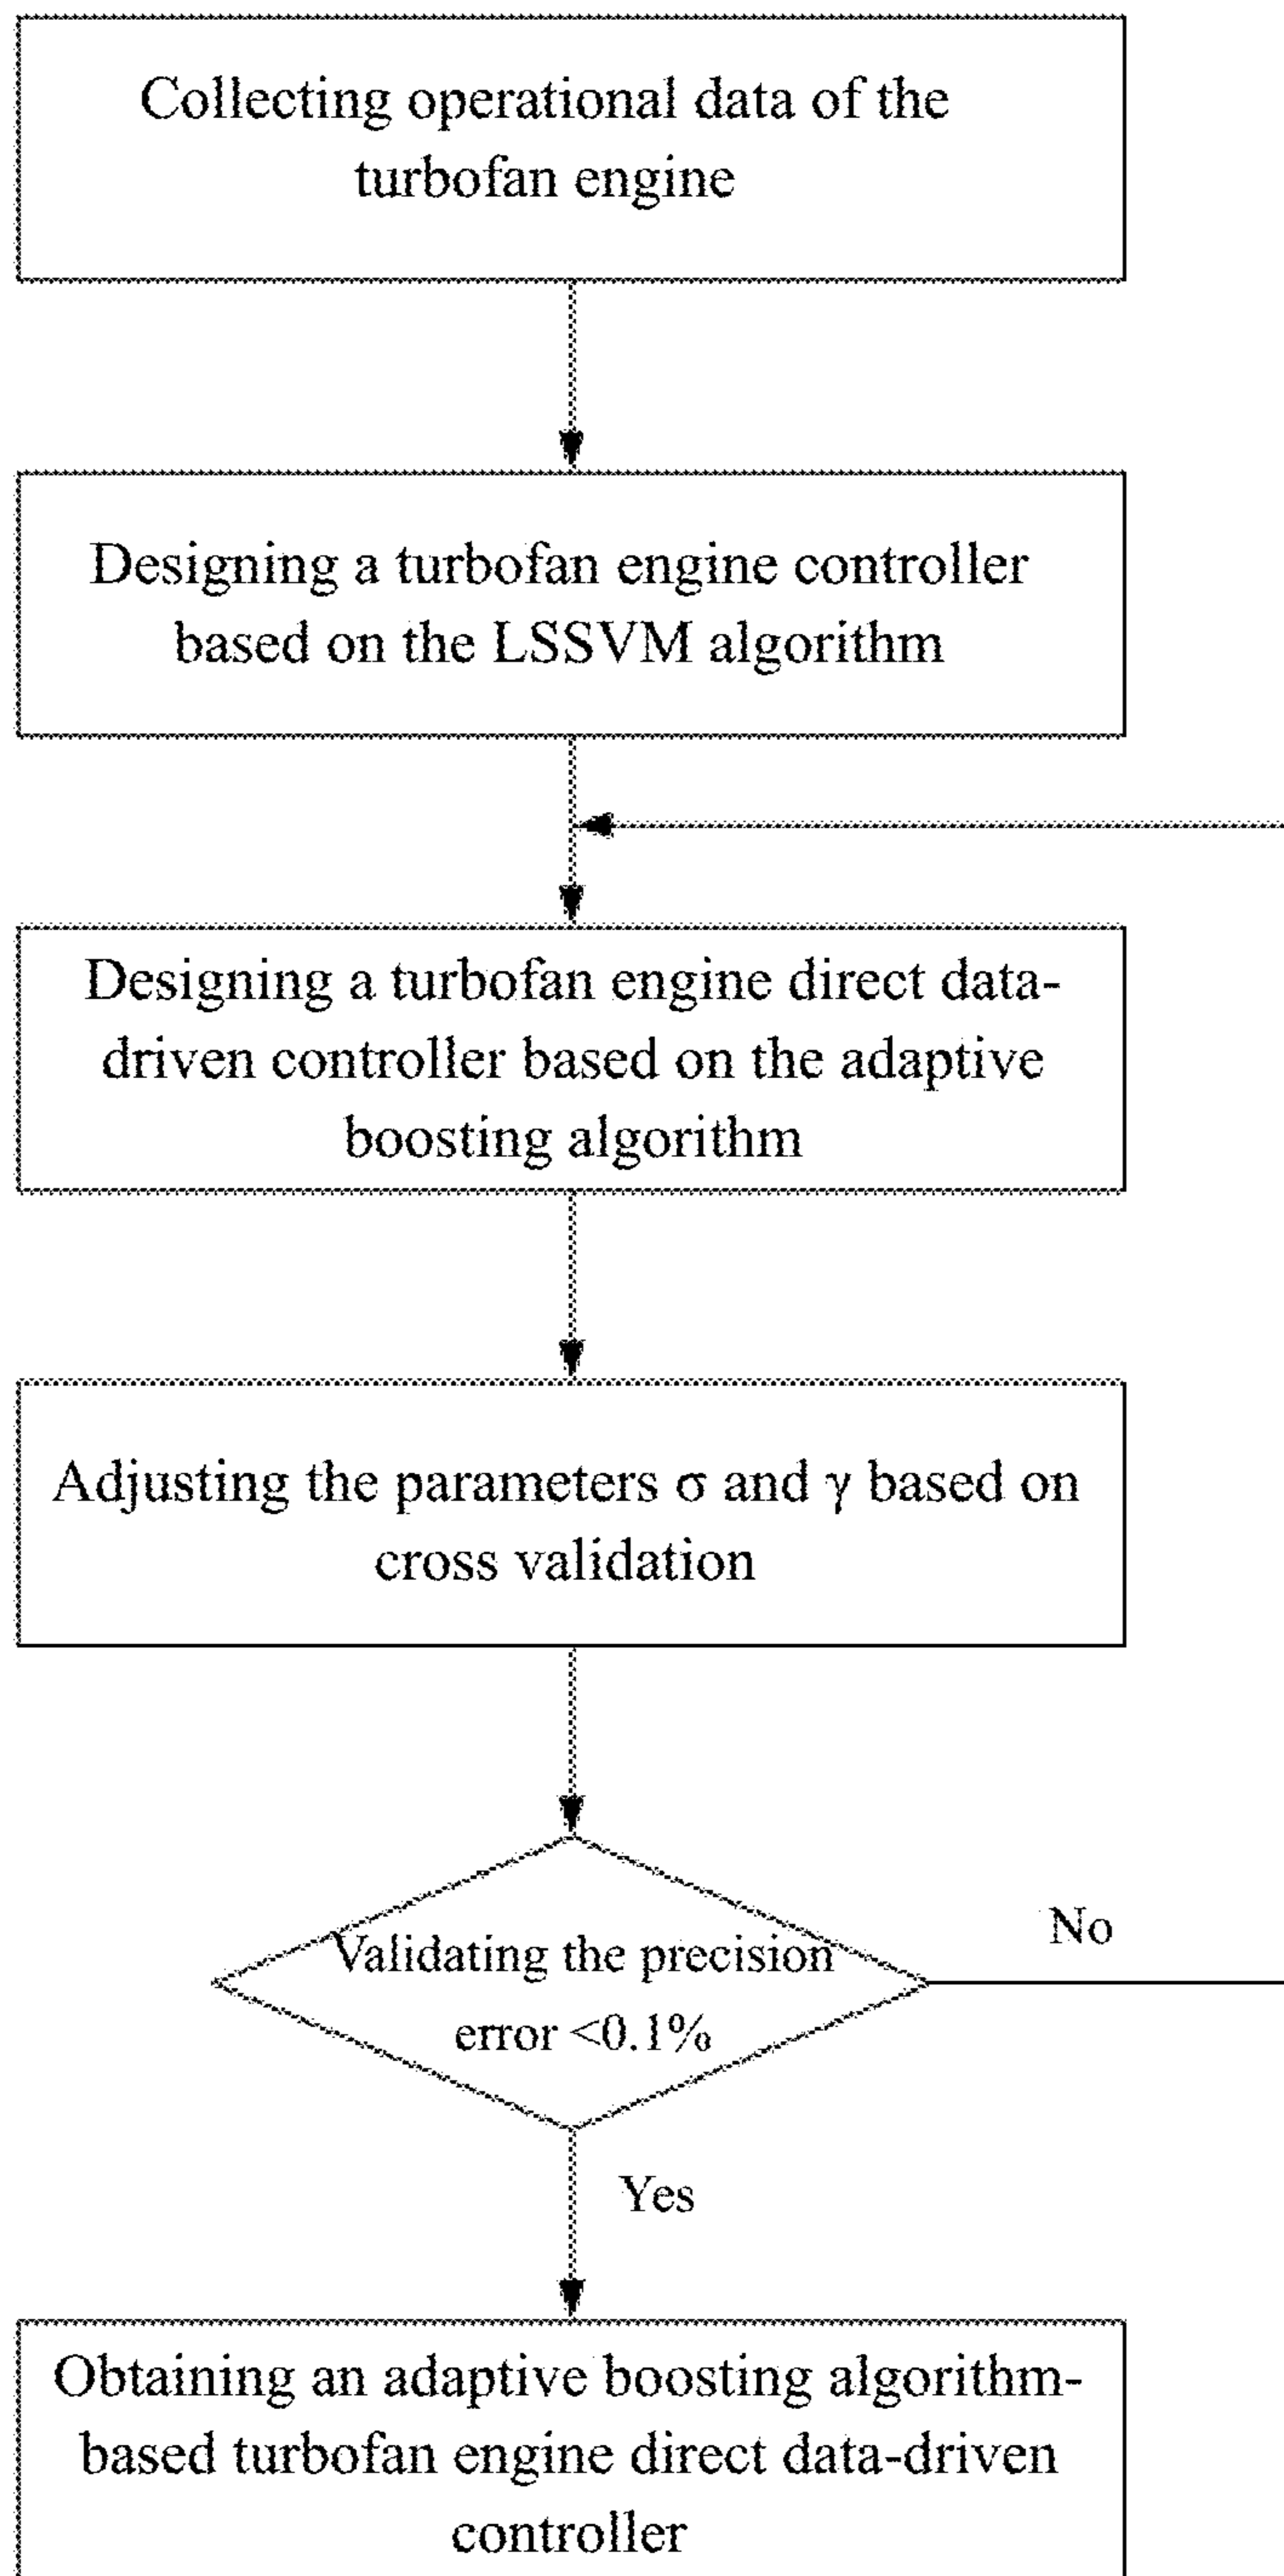 Collecting operational data of the
turbofan engine
Designing a turbofan engine controller
based on the LSSVM algorithm
Designing a turbofan engine direct data-
driven controller based on the adaptive
boosting algorithm
Adjusting the parameters σ and γ based on
cross validation
Validating the precision
error <0.1%
No
Yes
Obtaining an adaptive boosting algorithm-
based turbofan engine direct data-driven
controller